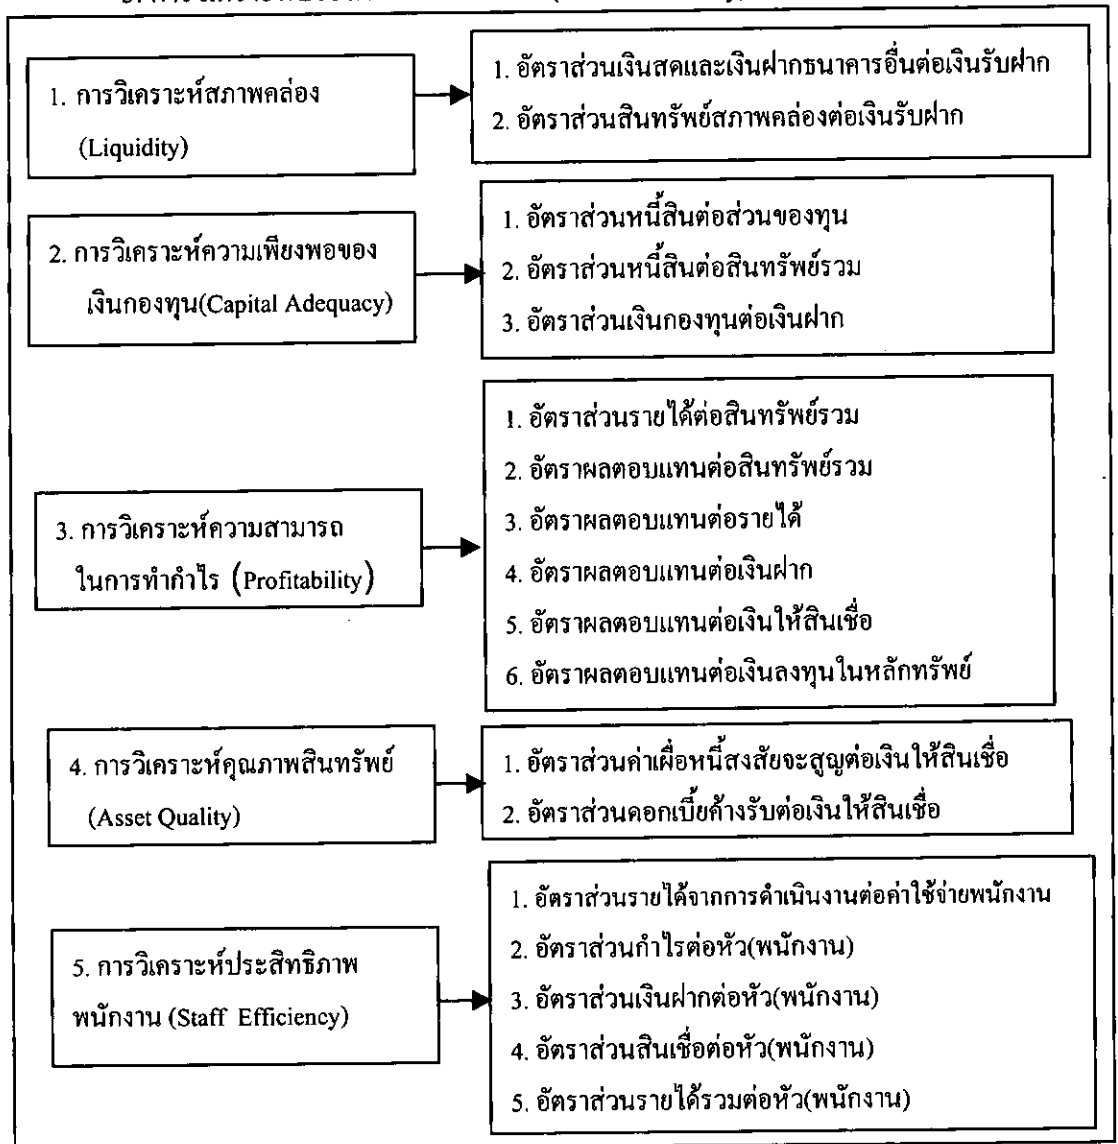 1. การวิเคราะห์สภาพคล่อง
(Liquidity)
1. อัตราส่วนเงินสดและเงินฝากธนาคารอื่นต่อเงินรับฝาก
2. อัตราส่วนสินทรัพย์สภาพคล่องต่อเงินรับฝาก
2. การวิเคราะห์ความเพียงพอของ
เงินกองทุน(Capital Adequacy)
1. อัตราส่วนหนี้สินต่อส่วนของทุน
2. อัตราส่วนหนี้สินต่อสินทรัพย์รวม
3. อัตราส่วนเงินกองทุนต่อเงินฝาก
3. การวิเคราะห์ความสามารถ
ในการทำกำไร (Profitability)
1. อัตราส่วนรายได้ต่อสินทรัพย์รวม
2. อัตราผลตอบแทนต่อสินทรัพย์รวม
3. อัตราผลตอบแทนต่อรายได้
4. อัตราผลตอบแทนต่อเงินฝาก
5. อัตราผลตอบแทนต่อเงินให้สินเชื่อ
6. อัตราผลตอบแทนต่อเงินลงทุนในหลักทรัพย์
4. การวิเคราะห์คุณภาพสินทรัพย์
(Asset Quality)
1. อัตราส่วนค่าเผื่อหนี้สงสัยจะสูญต่อเงินให้สินเชื่อ
2. อัตราส่วนดอกเบี้ยค้างรับต่อเงินให้สินเชื่อ
5. การวิเคราะห์ประสิทธิภาพ
พนักงาน (Staff Efficiency)
1. อัตราส่วนรายได้จากการดำเนินงานต่อค่าใช้จ่ายพนักงาน
2. อัตราส่วนกำไรต่อหัว(พนักงาน)
3. อัตราส่วนเงินฝากต่อหัว(พนักงาน)
4. อัตราส่วนสินเชื่อต่อหัว(พนักงาน)
5. อัตราส่วนรายได้รวมต่อหัว(พนักงาน)